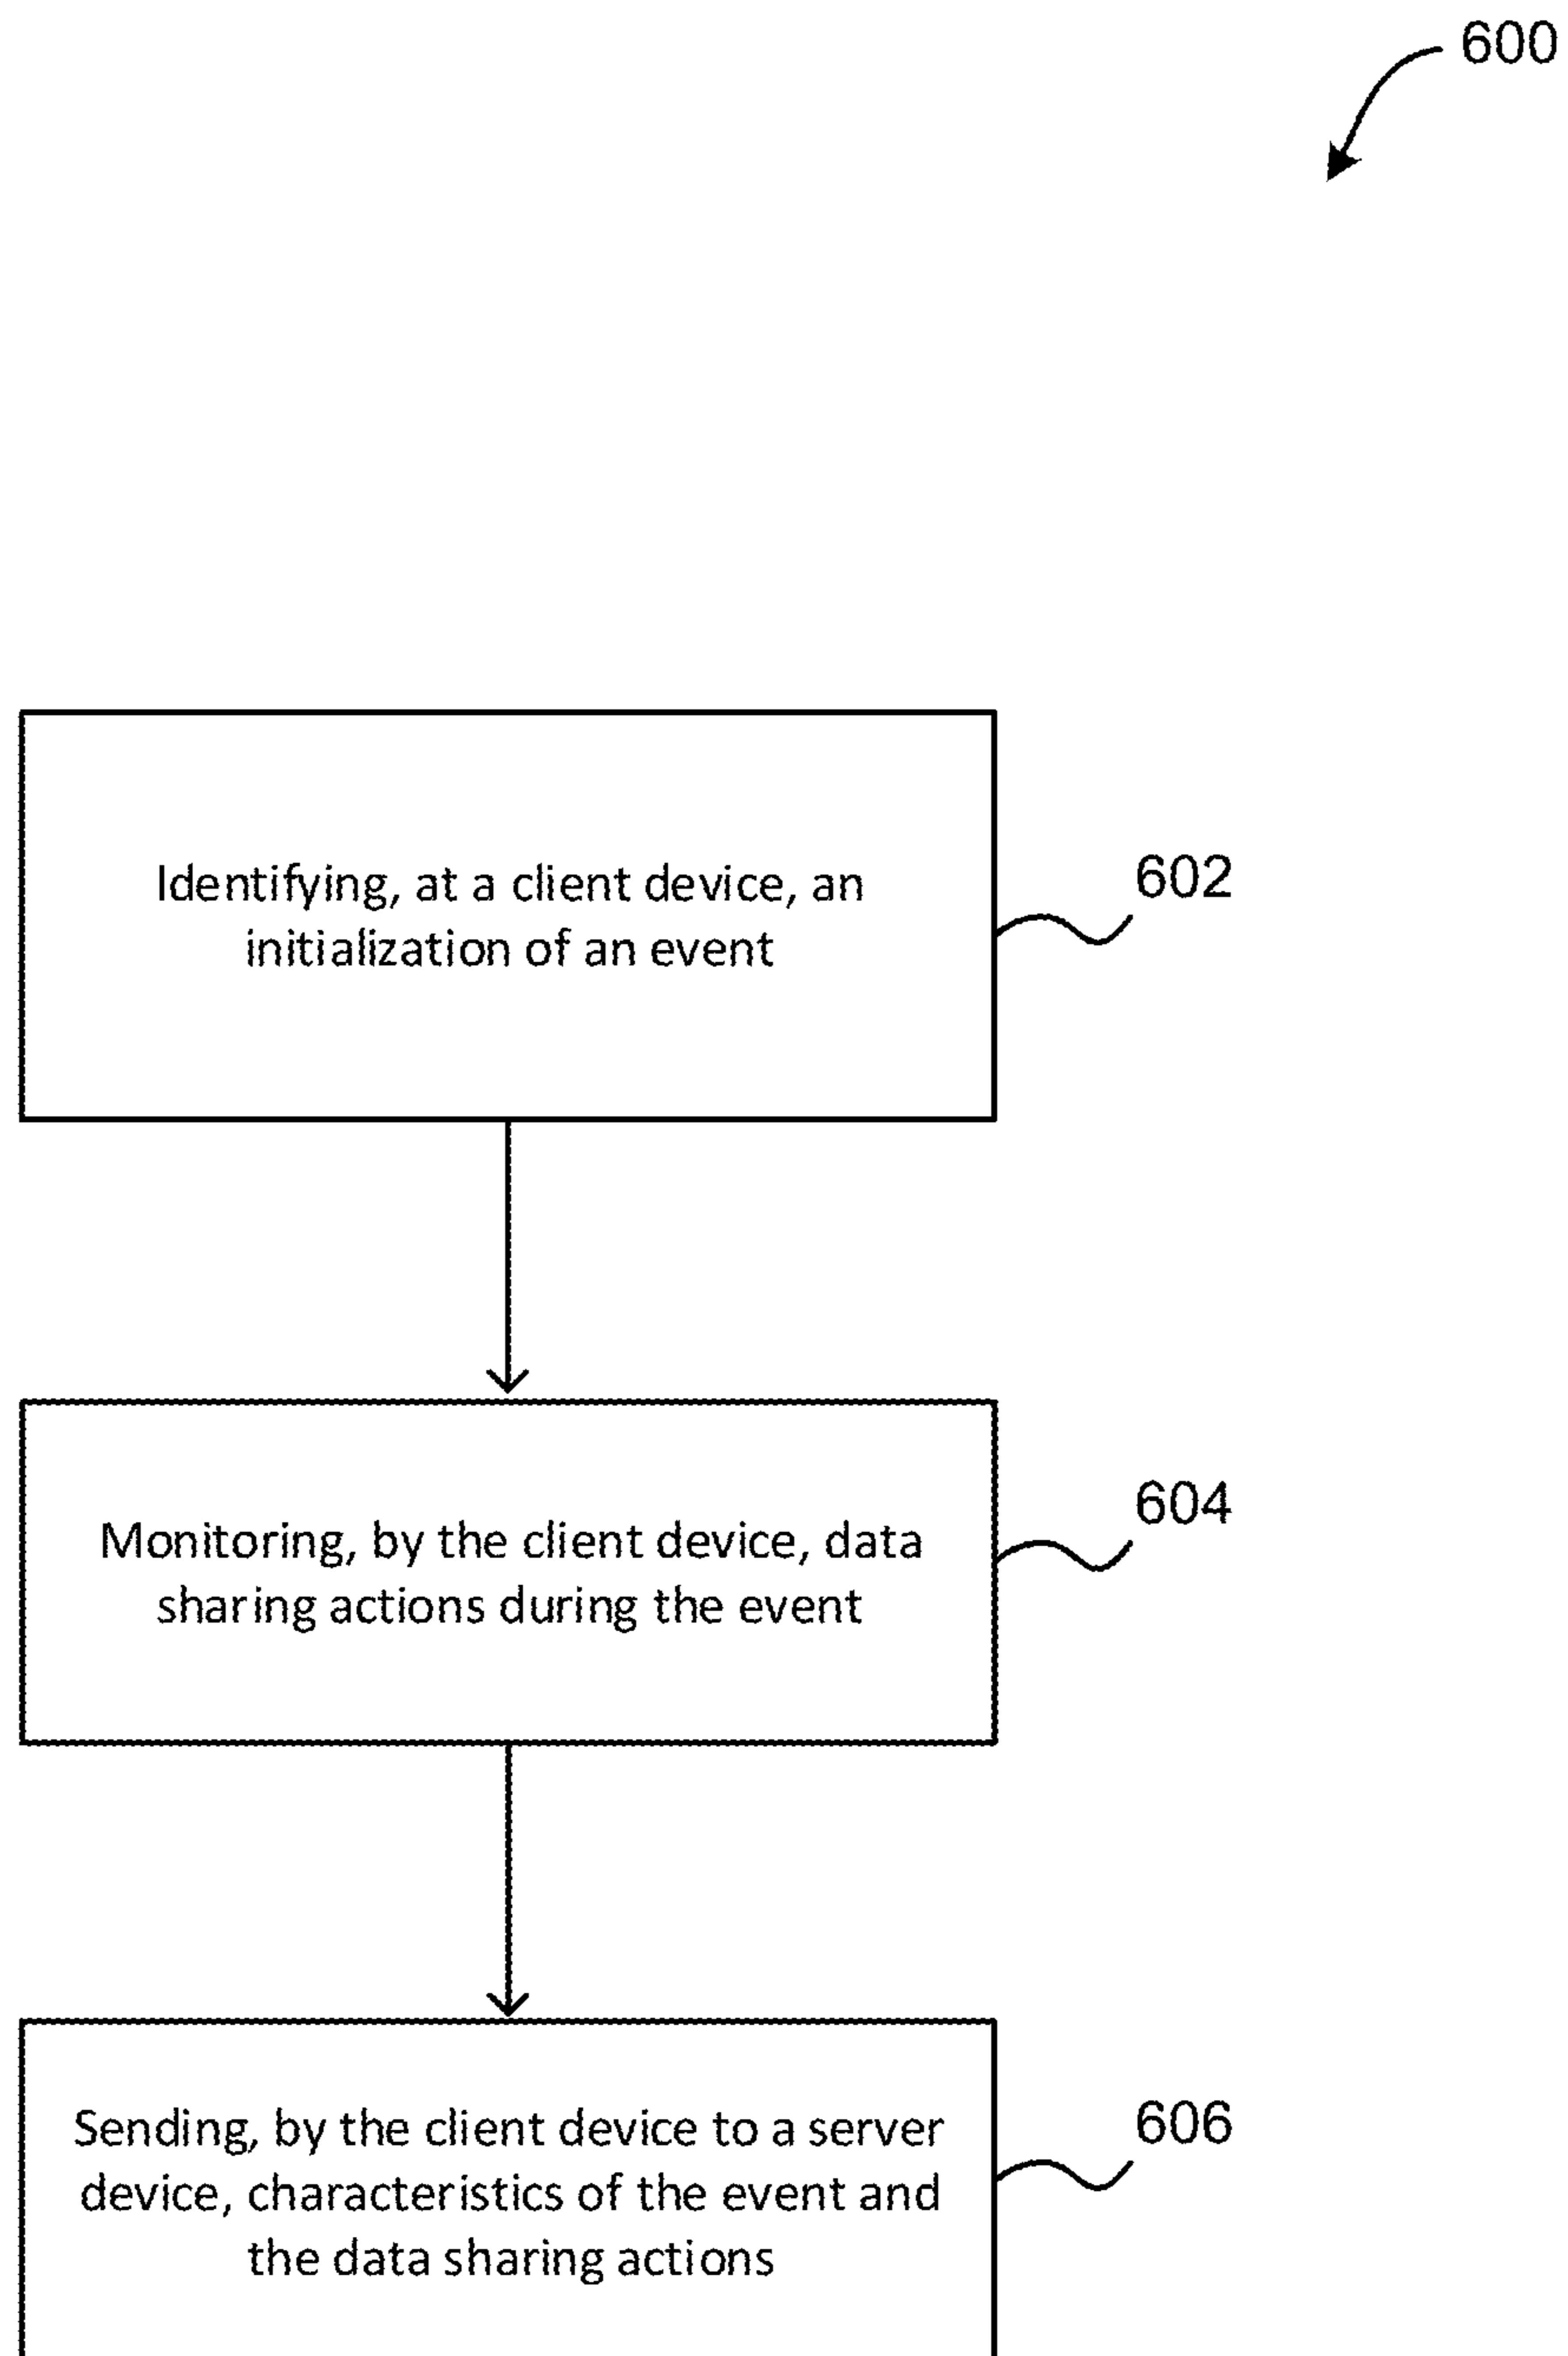 600
Identifying, at a client device, an
initialization of an event
602
Monitoring, by the client device, data
sharing actions during the event
604
Sending, by the client device to a server
device, characteristics of the event and
the data sharing actions
606